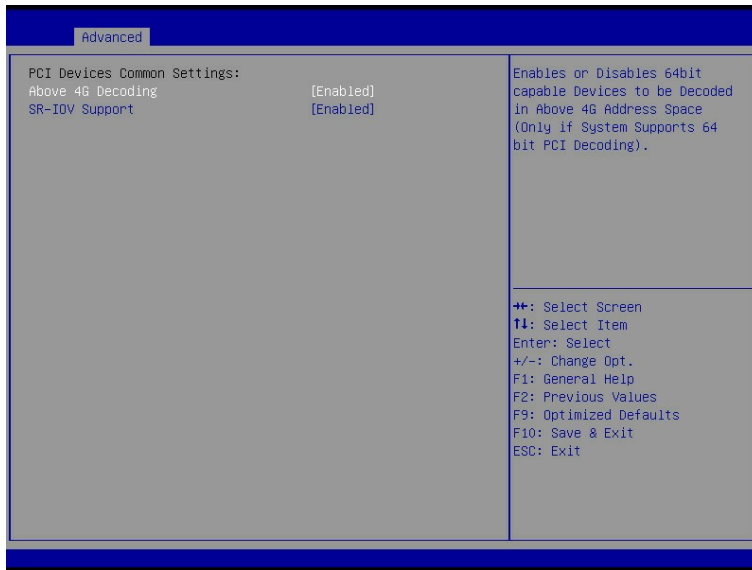 Advanced
PCI Devices Common Settings:
Above 4G Decoding [Enabled]
SR-IOV Support [Enabled]
Enables or Disables 64bit
capable Devices to be Decoded
in Above 4G Address Space
(Only if System Supports 64
bit PCI Decoding).
→←: Select Screen
↑↓: Select Item
Enter: Select
+/-: Change Opt.
F1: General Help
F2: Previous Values
F9: Optimized Defaults
F10: Save & Exit
ESC: Exit